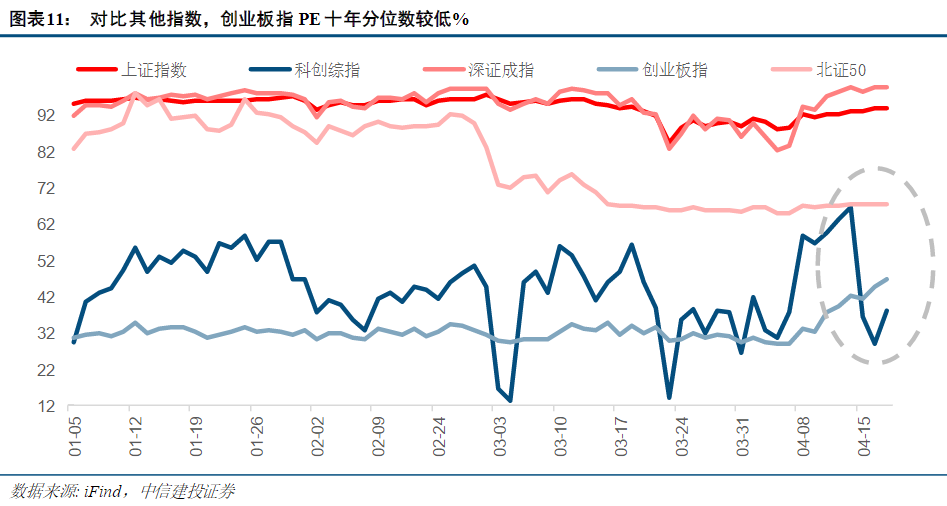 图表11： 对比其他指数，创业板指 PE 十年分位数较低%
上证指数 科创综指 深证成指 创业板指 北证50
92
82
72
62
52
42
32
22
12
01-05 01-12 01-19 01-26 02-02 02-09 02-24 03-03 03-10 03-17 03-24 03-31 04-08 04-15
数据来源: iFind，中信建投证券